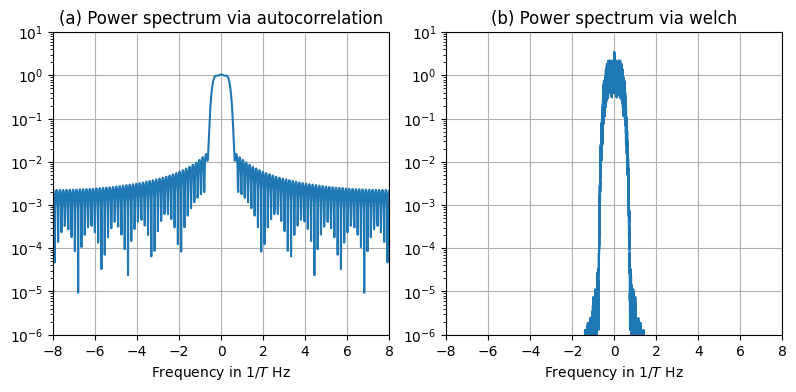 (a) Power spectrum via autocorrelation
(b) Power spectrum via welch
10^1
10^0
10^-1
10^-2
10^-3
10^-4
10^-5
10^-6
−8 −6 −4 −2 0 2 4 6 8
Frequency in 1/T Hz
10^1
10^0
10^-1
10^-2
10^-3
10^-4
10^-5
10^-6
−8 −6 −4 −2 0 2 4 6 8
Frequency in 1/T Hz